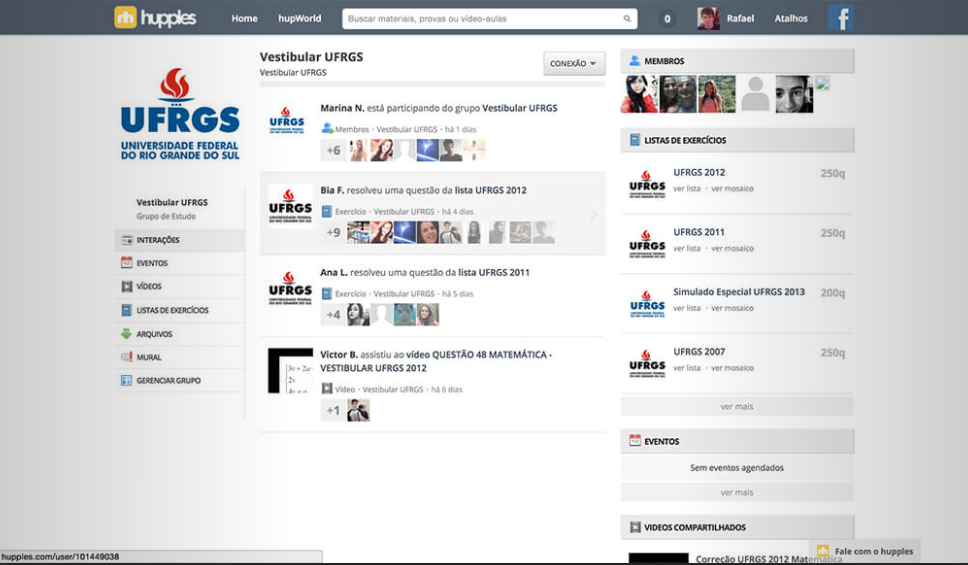 hupples
Home
hupWorld
Buscar materiais, provas ou vídeo-aulas
0
Rafael
Atalhos
f
UFRGS
UNIVERSIDADE FEDERAL
DO RIO GRANDE DO SUL
Vestibular UFRGS
Grupo de Estudo
INTERAÇÕES
EVENTOS
VÍDEOS
LISTAS DE EXERCÍCIOS
ARQUIVOS
MURAL
GERENCIAR GRUPO
Vestibular UFRGS
Vestibular UFRGS
CONEXÃO
UFRGS
Marina N. está participando do grupo Vestibular UFRGS
Membros - Vestibular UFRGS - há 1 dias
+6
UFRGS
Bia F. resolveu uma questão da lista UFRGS 2012
Exercício - Vestibular UFRGS - há 4 dias
+9
UFRGS
Ana L. resolveu uma questão da lista UFRGS 2011
Exercício - Vestibular UFRGS - há 5 dias
+4
Victor B. assistiu ao vídeo QUESTÃO 48 MATEMÁTICA -
VESTIBULAR UFRGS 2012
Vídeo - Vestibular UFRGS - há 6 dias
+1
MEMBROS
LISTAS DE EXERCÍCIOS
UFRGS
UFRGS 2012
250q
ver lista - ver mosaico
UFRGS
UFRGS 2011
250q
ver lista - ver mosaico
UFRGS
Simulado Especial UFRGS 2013
200q
ver lista - ver mosaico
UFRGS
UFRGS 2007
250q
ver lista - ver mosaico
ver mais
EVENTOS
Sem eventos agendados
ver mais
VIDEOS COMPARTILHADOS
Correção UFRGS 2012 Matemática
Fale com o hupples
hupples.com/user/101449038